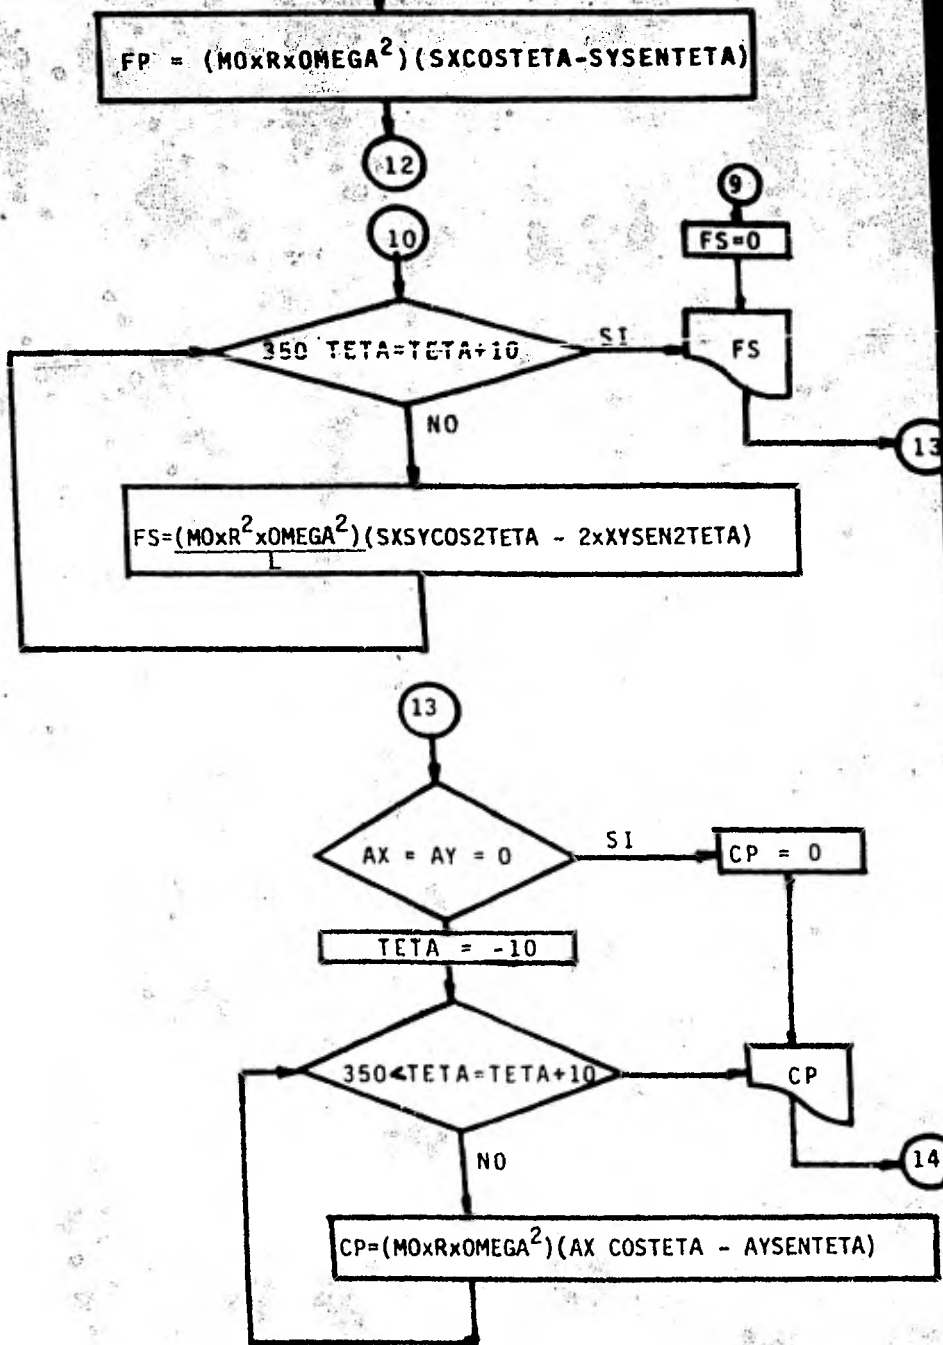 FP = (MOxRxOMEGA²)(SXCOSTETA-SYSENTETA)
12
9
10
FS=0
350 TETA=TETA+10
SI
FS
NO
13
FS=(MOxR²xOMEGA²)(SXSYCOS2TETA - 2xXYSEN2TETA)
L
13
AX = AY = 0
SI
CP = 0
TETA = -10
350<TETA=TETA+10
CP
NO
14
CP=(MOxRxOMEGA²)(AX COSTETA - AYSENTETA)